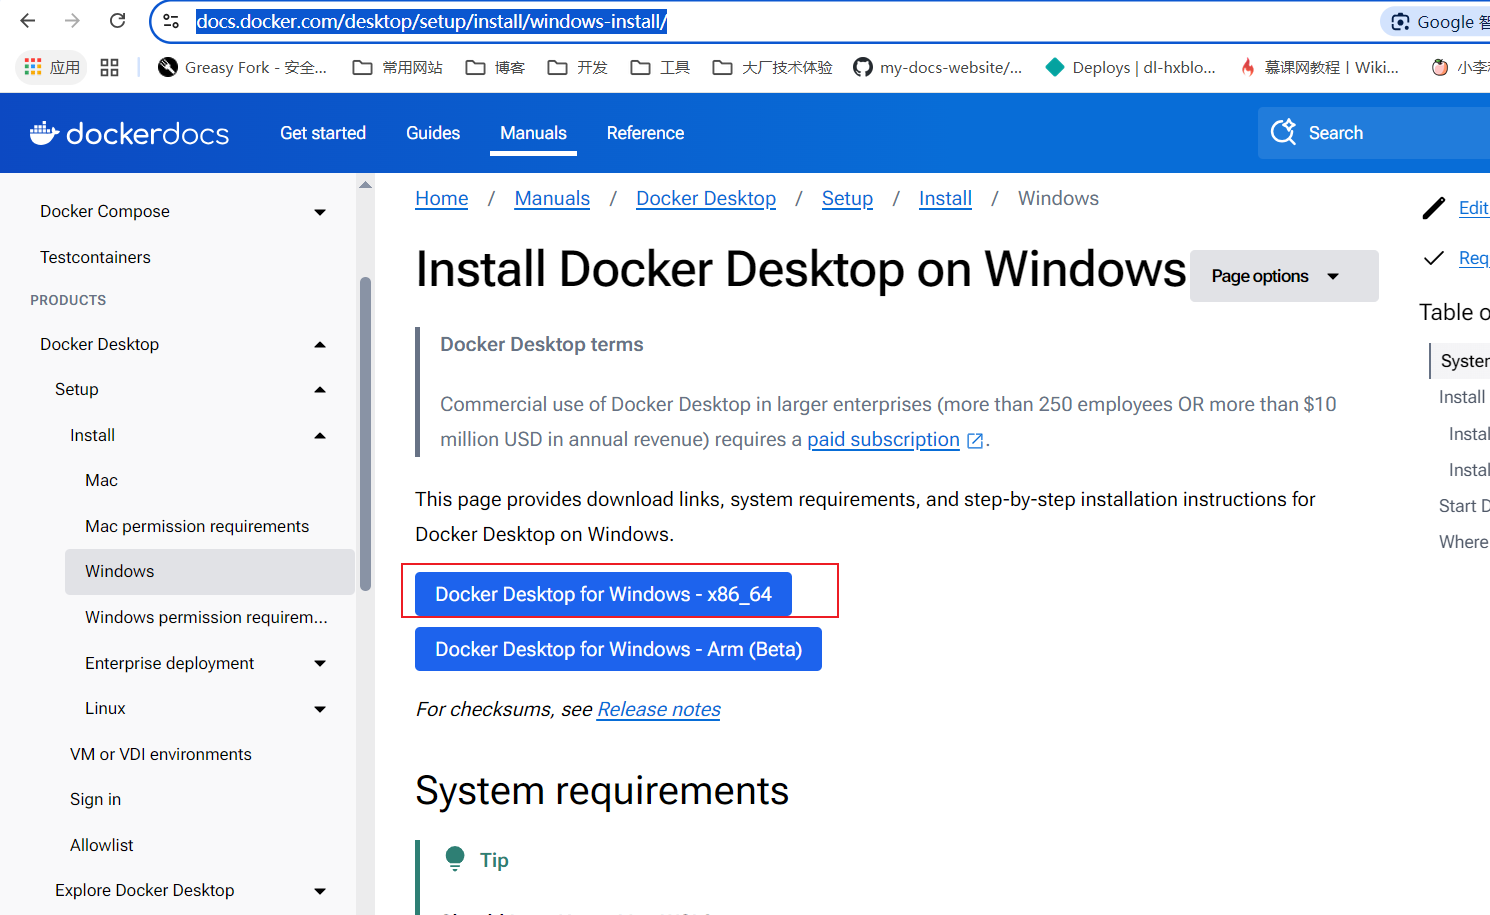 docs.docker.com/desktop/setup/install/windows-install/
Google 智
应用
Greasy Fork - 安全...
常用网站
博客
开发
工具
大厂技术体验
my-docs-website/...
Deploys | dl-hxblo...
慕课网教程丨Wiki...
dockerdocs
Get started
Guides
Manuals
Reference
Search
Docker Compose
Testcontainers
PRODUCTS
Docker Desktop
Setup
Install
Mac
Mac permission requirements
Windows
Windows permission requirem...
Enterprise deployment
Linux
VM or VDI environments
Sign in
Allowlist
Explore Docker Desktop
Home / Manuals / Docker Desktop / Setup / Install / Windows
Install Docker Desktop on Windows
Page options
Docker Desktop terms
Commercial use of Docker Desktop in larger enterprises (more than 250 employees OR more than $10
million USD in annual revenue) requires a paid subscription .
This page provides download links, system requirements, and step-by-step installation instructions for
Docker Desktop on Windows.
Docker Desktop for Windows - x86_64
Docker Desktop for Windows - Arm (Beta)
For checksums, see Release notes
System requirements
Tip
Edit
Req
Table o
System
Install
Instal
Instal
Start D
Where